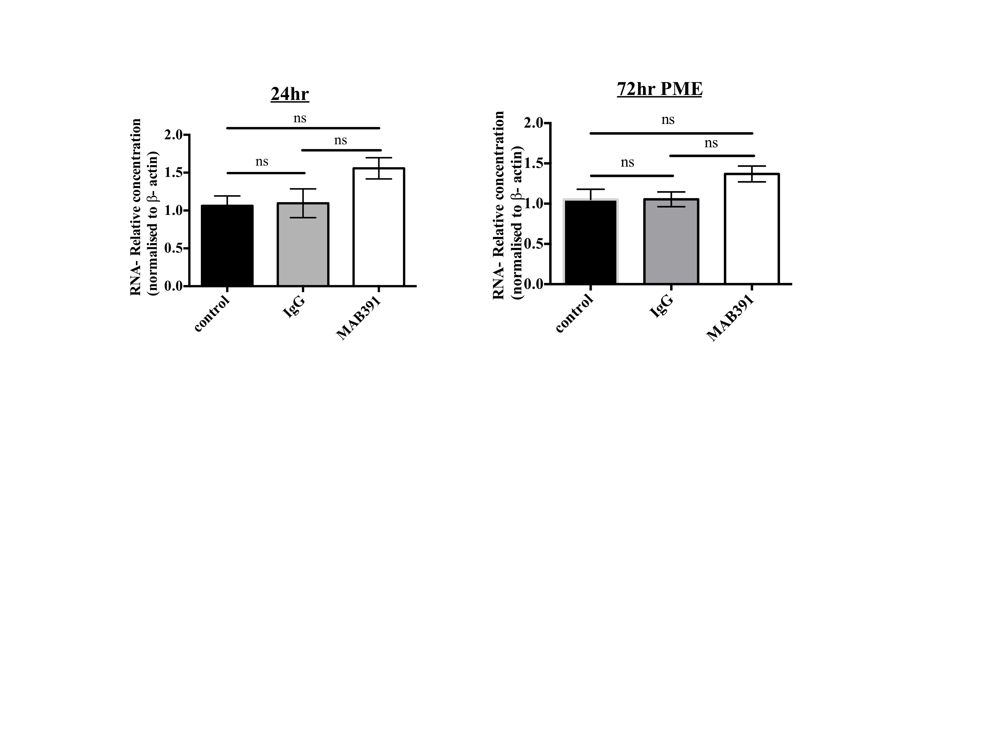 24hr
RNA- Relative concentration
(normalised to β- actin)
2.0
1.5
1.0
0.5
0.0
ns
ns
ns
control
IgG
MAB391
72hr PME
RNA- Relative concentration
(normalised to β- actin)
2.0
1.5
1.0
0.5
0.0
ns
ns
ns
control
IgG
MAB391